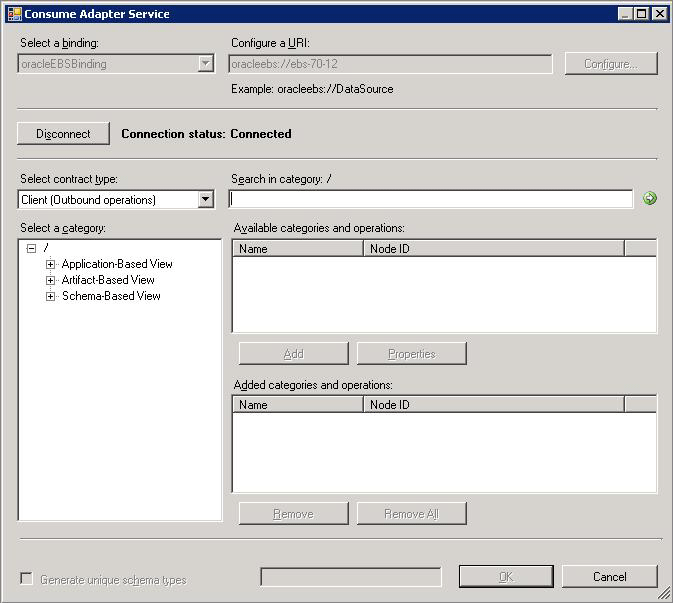 Consume Adapter Service
Select a binding:
Configure a URI:
oracleEBSBinding
oracleebs://ebs-70-12
Configure...
Example: oracleebs://DataSource
Disconnect
Connection status: Connected
Select contract type:
Search in category: /
Client (Outbound operations)
Select a category:
Available categories and operations:
/
Application-Based View
Artifact-Based View
Schema-Based View
Name Node ID
Add
Properties
Added categories and operations:
Name Node ID
Remove
Remove All
Generate unique schema types
OK
Cancel